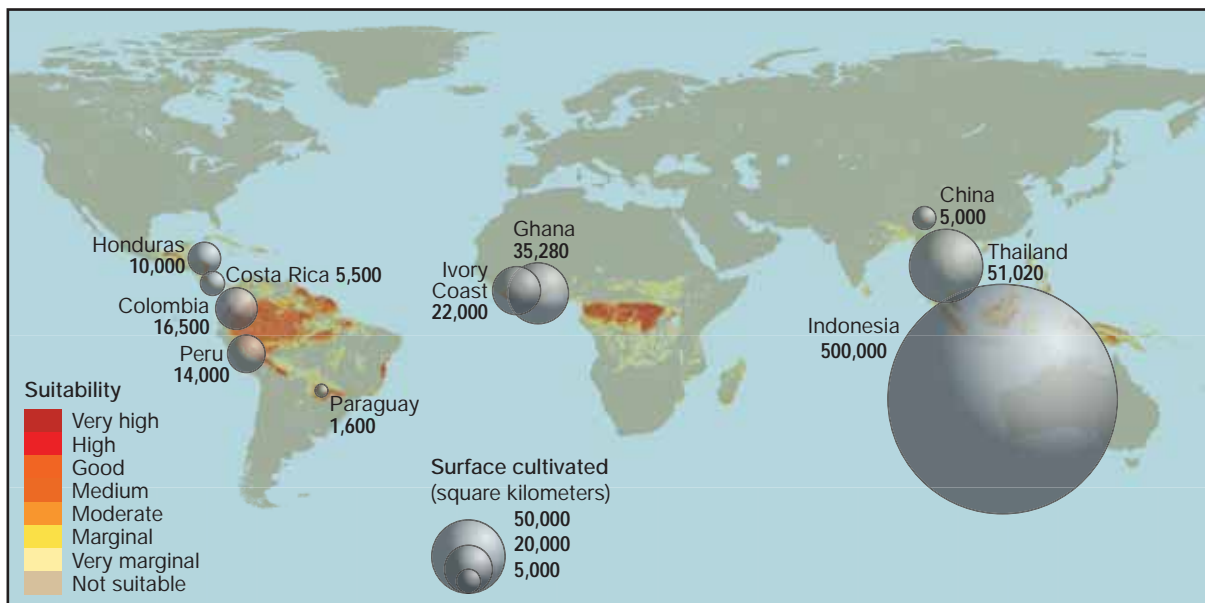 Honduras
10,000
Costa Rica 5,500
Colombia
16,500
Peru
14,000
Paraguay
1,600
Ghana
35,280
Ivory
Coast
22,000
China
5,000
Thailand
51,020
Indonesia
500,000
Suitability
Very high
High
Good
Medium
Moderate
Marginal
Very marginal
Not suitable
Surface cultivated
(square kilometers)
50,000
20,000
5,000